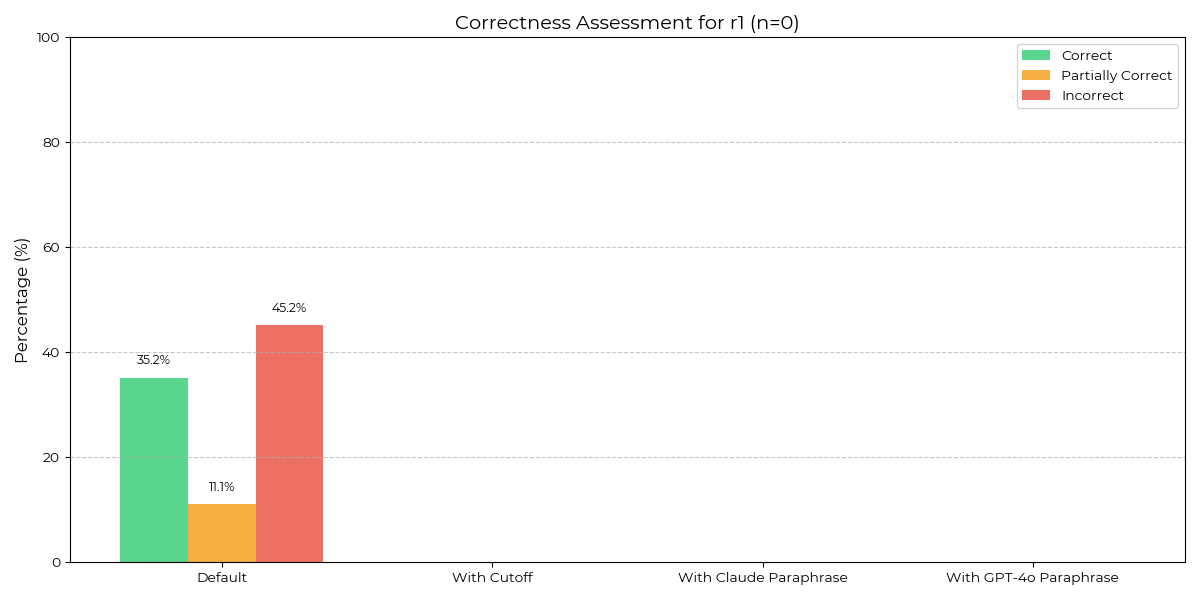 Correctness Assessment for r1 (n=0)
100
80
60
40
20
0
Percentage (%)
Correct
Partially Correct
Incorrect
35.2%
11.1%
45.2%
Default
With Cutoff
With Claude Paraphrase
With GPT-4o Paraphrase